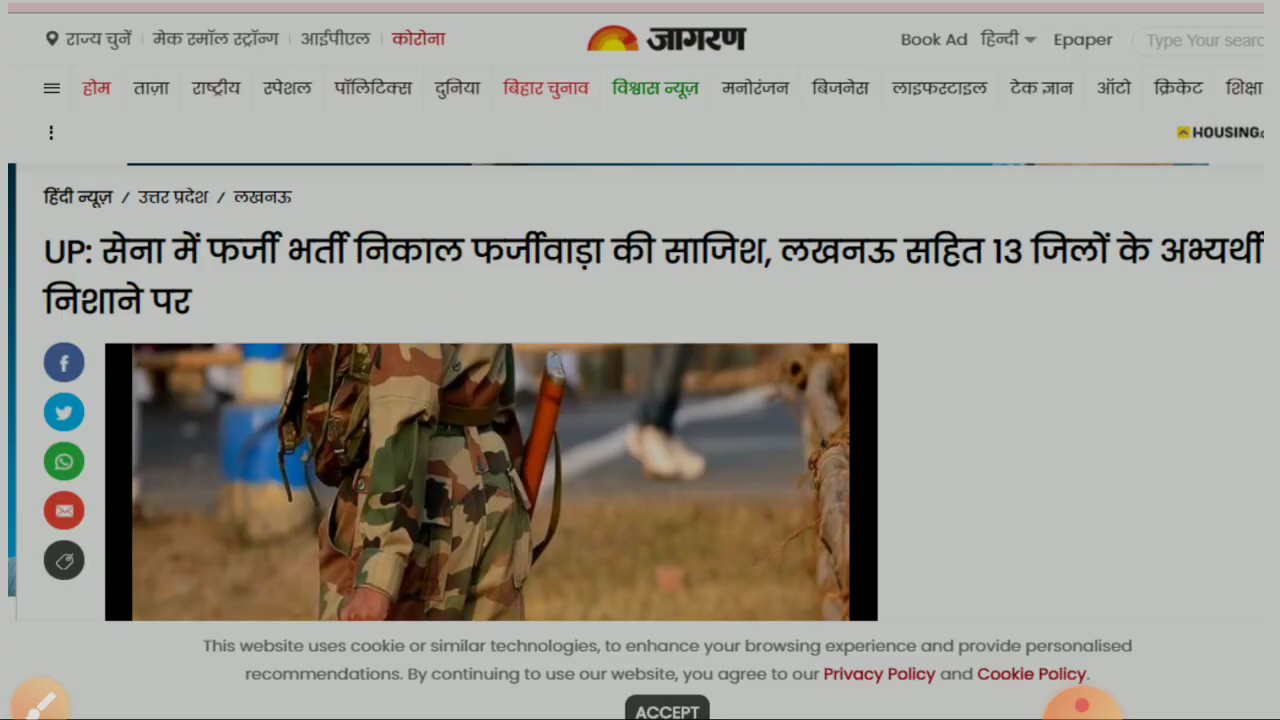 राज्य चुनें मेक स्मॉल स्ट्रॉन्ग आईपीएल कोरोना जागरण Book Ad हिन्दी Epaper Type Your searc
होम ताज़ा राष्ट्रीय स्पेशल पॉलिटिक्स दुनिया बिहार चुनाव विश्वास न्यूज़ मनोरंजन बिजनेस लाइफस्टाइल टेक ज्ञान ऑटो क्रिकेट शिक्षा
HOUSING
हिंदी न्यूज़ / उत्तर प्रदेश / लखनऊ
UP: सेना में फर्जी भर्ती निकाल फर्जीवाड़ा की साजिश, लखनऊ सहित 13 जिलों के अभ्यर्थी
निशाने पर
This website uses cookie or similar technologies, to enhance your browsing experience and provide personalised
recommendations. By continuing to use our website, you agree to our Privacy Policy and Cookie Policy.
ACCEPT